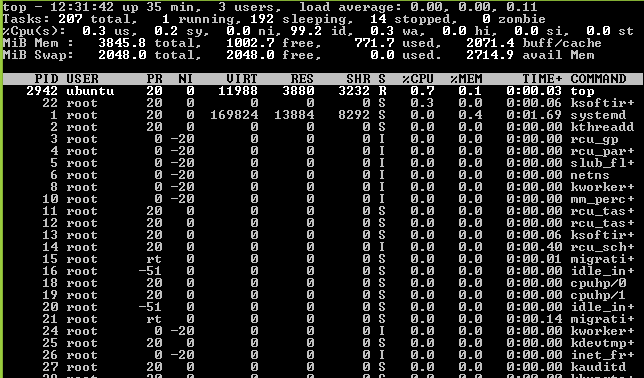 top - 12:31:42 up 35 min,  3 users,  load average: 0.00, 0.00, 0.11
Tasks: 207 total,   1 running, 192 sleeping,  14 stopped,   0 zombie
%Cpu(s):  0.3 us,  0.2 sy,  0.0 ni, 99.2 id,  0.3 wa,  0.0 hi,  0.0 si,  0.0 st
MiB Mem :   3845.8 total,   1002.7 free,    771.7 used,   2071.4 buff/cache
MiB Swap:   2048.0 total,   2048.0 free,      0.0 used.   2714.9 avail Mem
PID USER      PR  NI    VIRT    RES    SHR S  %CPU  %MEM     TIME+ COMMAND
2942 ubuntu    20   0   11988   3880   3232 R   0.7   0.1   0:00.03 top
22 root      20   0       0      0      0 S   0.3   0.0   0:00.06 ksoftir+
1 root      20   0  169824  13884   8292 S   0.0   0.4   0:01.69 systemd
2 root      20   0       0      0      0 S   0.0   0.0   0:00.00 kthreadd
3 root       0 -20       0      0      0 I   0.0   0.0   0:00.00 rcu_gp
4 root       0 -20       0      0      0 I   0.0   0.0   0:00.00 rcu_par+
5 root       0 -20       0      0      0 I   0.0   0.0   0:00.00 slub_fl+
6 root       0 -20       0      0      0 I   0.0   0.0   0:00.00 netns
8 root       0 -20       0      0      0 I   0.0   0.0   0:00.00 kworker+
10 root       0 -20       0      0      0 I   0.0   0.0   0:00.00 mm_perc+
11 root      20   0       0      0      0 S   0.0   0.0   0:00.00 rcu_tas+
12 root      20   0       0      0      0 S   0.0   0.0   0:00.00 rcu_tas+
13 root      20   0       0      0      0 S   0.0   0.0   0:00.06 ksoftir+
14 root      20   0       0      0      0 I   0.0   0.0   0:00.40 rcu_sch+
15 root      rt   0       0      0      0 S   0.0   0.0   0:00.01 migrati+
16 root     -51   0       0      0      0 S   0.0   0.0   0:00.00 idle_in+
18 root      20   0       0      0      0 S   0.0   0.0   0:00.00 cpuhp/0
19 root      20   0       0      0      0 S   0.0   0.0   0:00.00 cpuhp/1
20 root     -51   0       0      0      0 S   0.0   0.0   0:00.00 idle_in+
21 root      rt   0       0      0      0 S   0.0   0.0   0:00.14 migrati+
24 root       0 -20       0      0      0 I   0.0   0.0   0:00.00 kworker+
25 root      20   0       0      0      0 S   0.0   0.0   0:00.00 kdevtmp+
26 root       0 -20       0      0      0 I   0.0   0.0   0:00.00 inet_fr+
27 root      20   0       0      0      0 S   0.0   0.0   0:00.00 kauditd